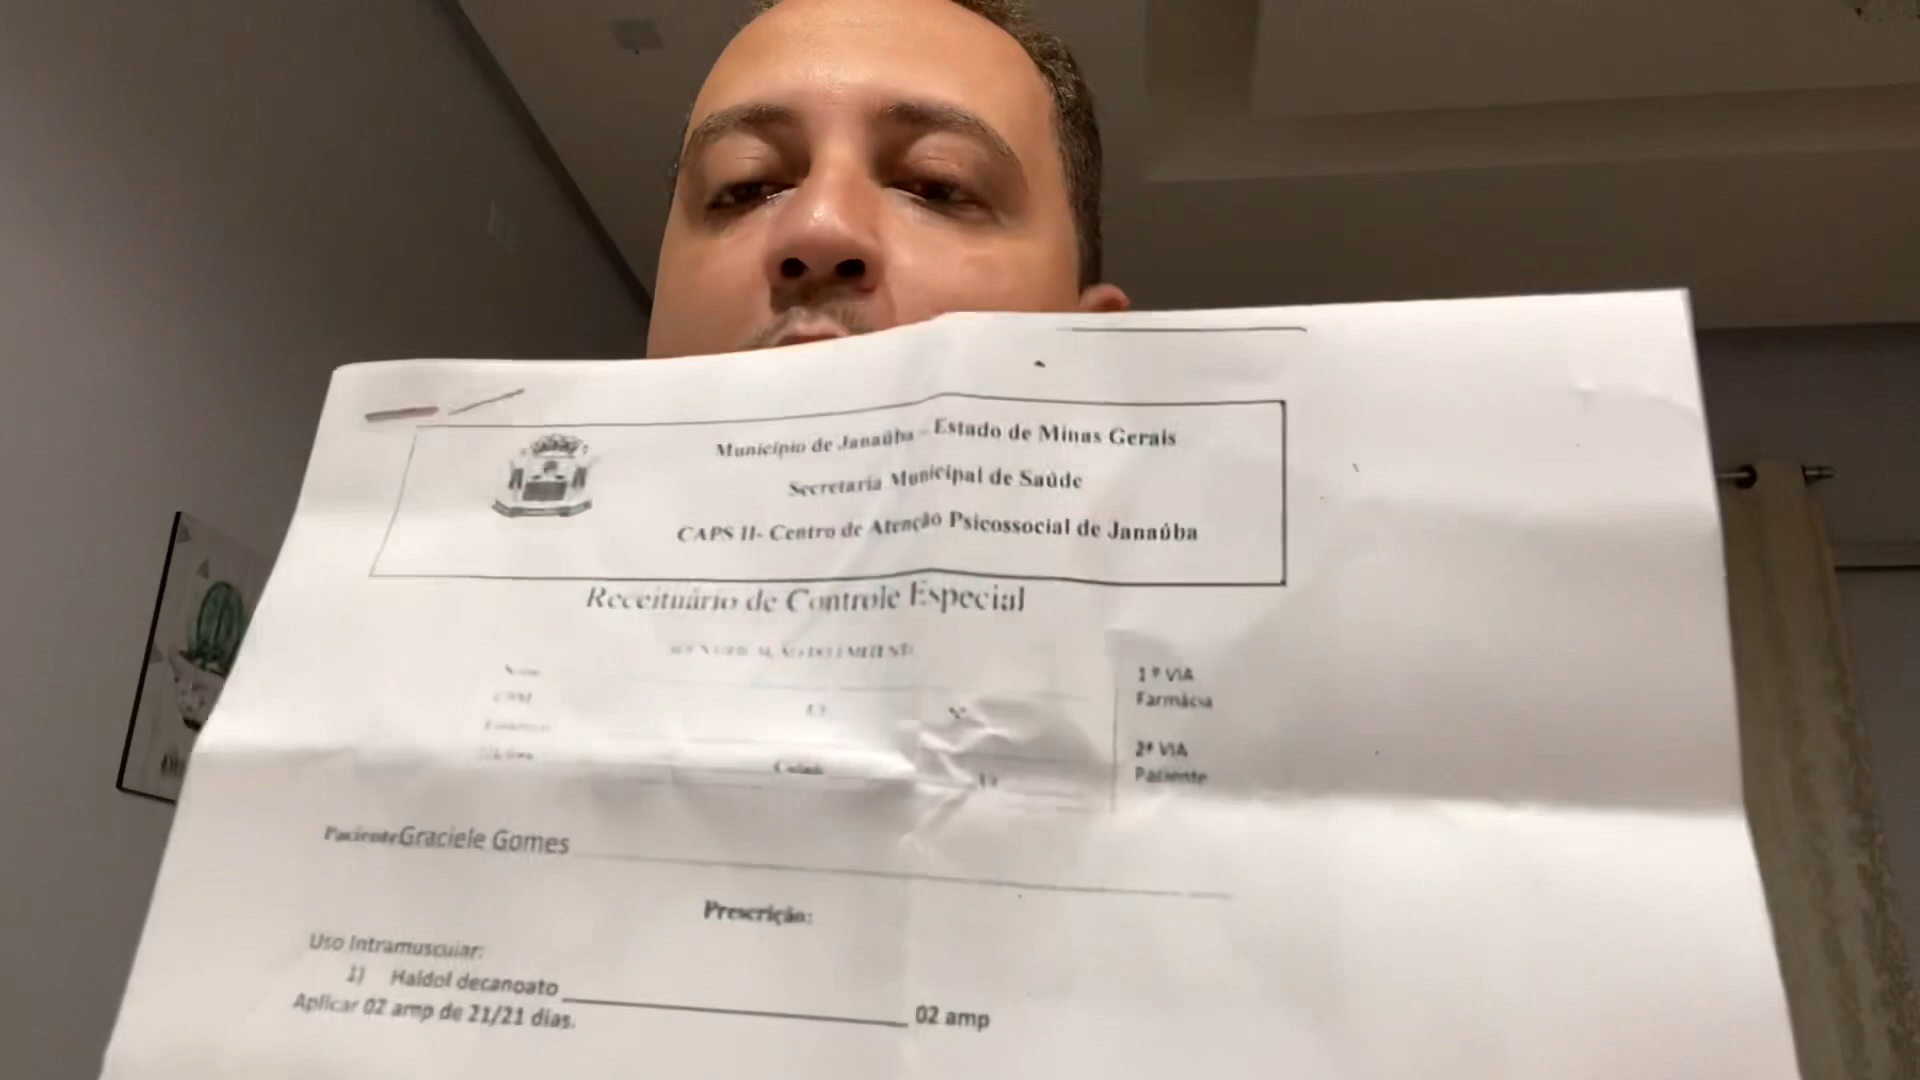 Município de Janaúba - Estado de Minas Gerais
Secretaria Municipal de Saúde
CAPS II- Centro de Atenção Psicossocial de Janaúba
Receituário de Controle Especial
1ª VIA
Farmácia
2ª VIA
Paciente
Cidade
Paciente Graciele Gomes
Prescrição:
Uso Intramuscular:
1) Haldol decanoato 02 amp
Aplicar 02 amp de 21/21 dias.